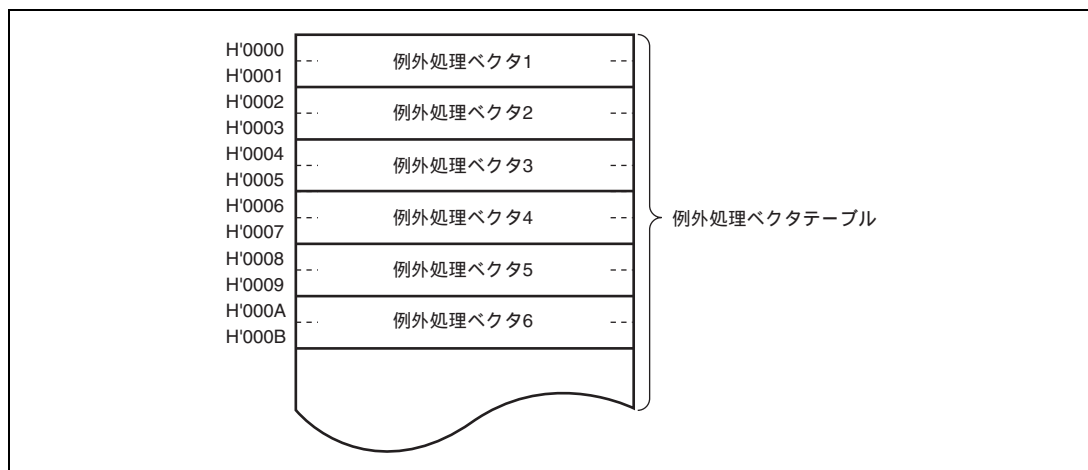 H'0000
例外処理ベクタ1
H'0001
H'0002
例外処理ベクタ2
H'0003
H'0004
例外処理ベクタ3
H'0005
H'0006
例外処理ベクタ4
例外処理ベクタテーブル
H'0007
H'0008
例外処理ベクタ5
H'0009
H'000A
例外処理ベクタ6
H'000B